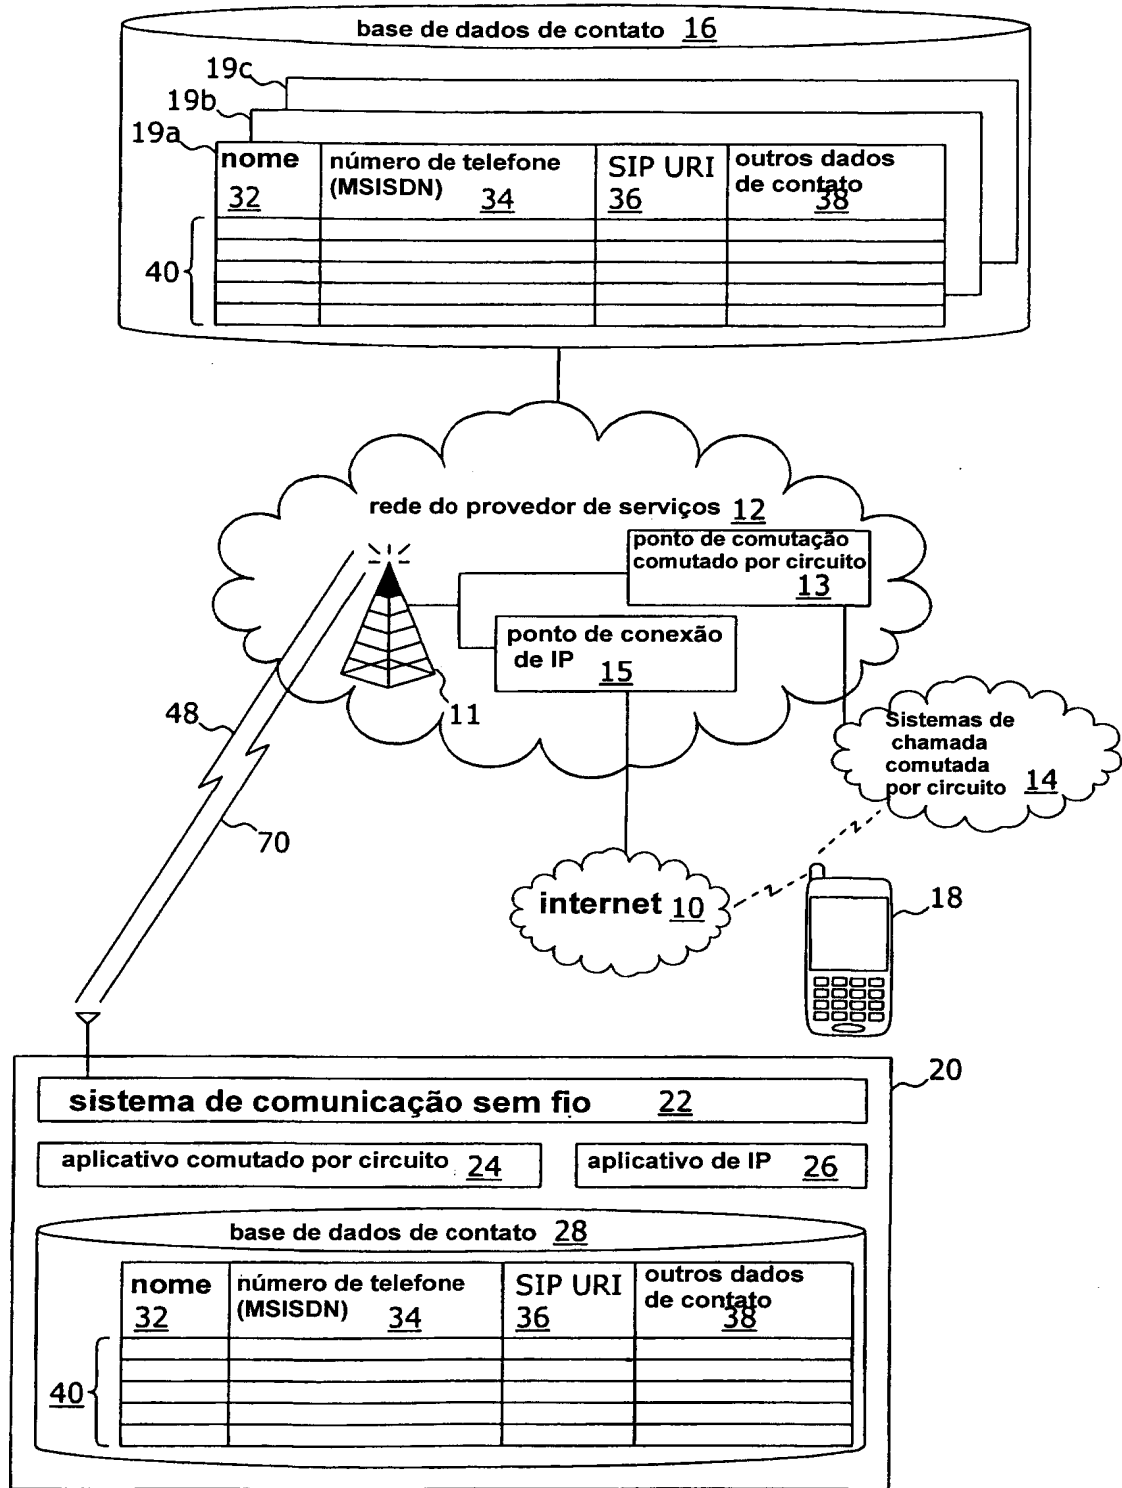 base de dados de contato 16
19c
19b
19a
nome 32
número de telefone (MSISDN) 34
SIP URI 36
outros dados de contato 38
40
rede do provedor de serviços 12
ponto de comutação
comutado por circuito
13
ponto de conexão
de IP 15
11
48
70
Sistemas de
chamada
comutada
por circuito 14
internet 10
18
20
sistema de comunicação sem fio 22
aplicativo comutado por circuito 24
aplicativo de IP 26
base de dados de contato 28
nome 32
número de telefone (MSISDN) 34
SIP URI 36
outros dados de contato 38
40